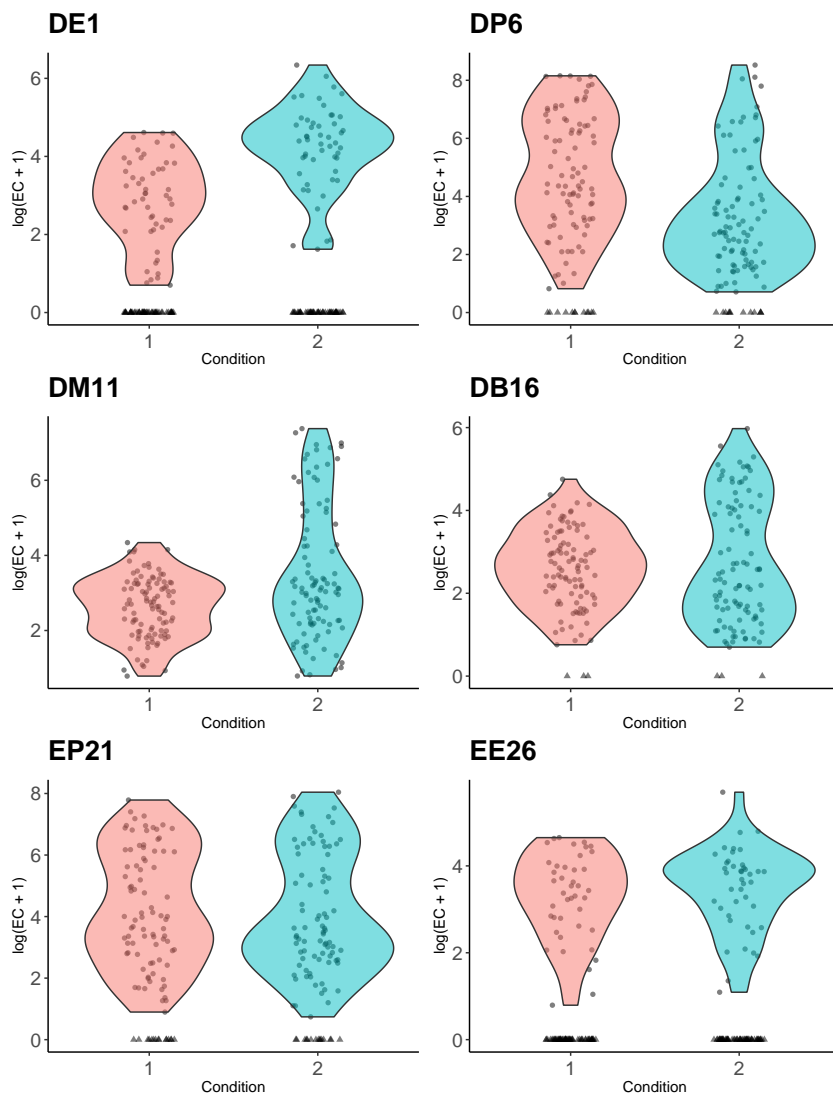 DE1
log(EC + 1)
6
4
2
0
1
2
Condition
DP6
log(EC + 1)
8
6
4
2
0
1
2
Condition
DM11
log(EC + 1)
6
4
2
1
2
Condition
DB16
log(EC + 1)
6
4
2
0
1
2
Condition
EP21
log(EC + 1)
8
6
4
2
0
1
2
Condition
EE26
log(EC + 1)
4
2
0
1
2
Condition